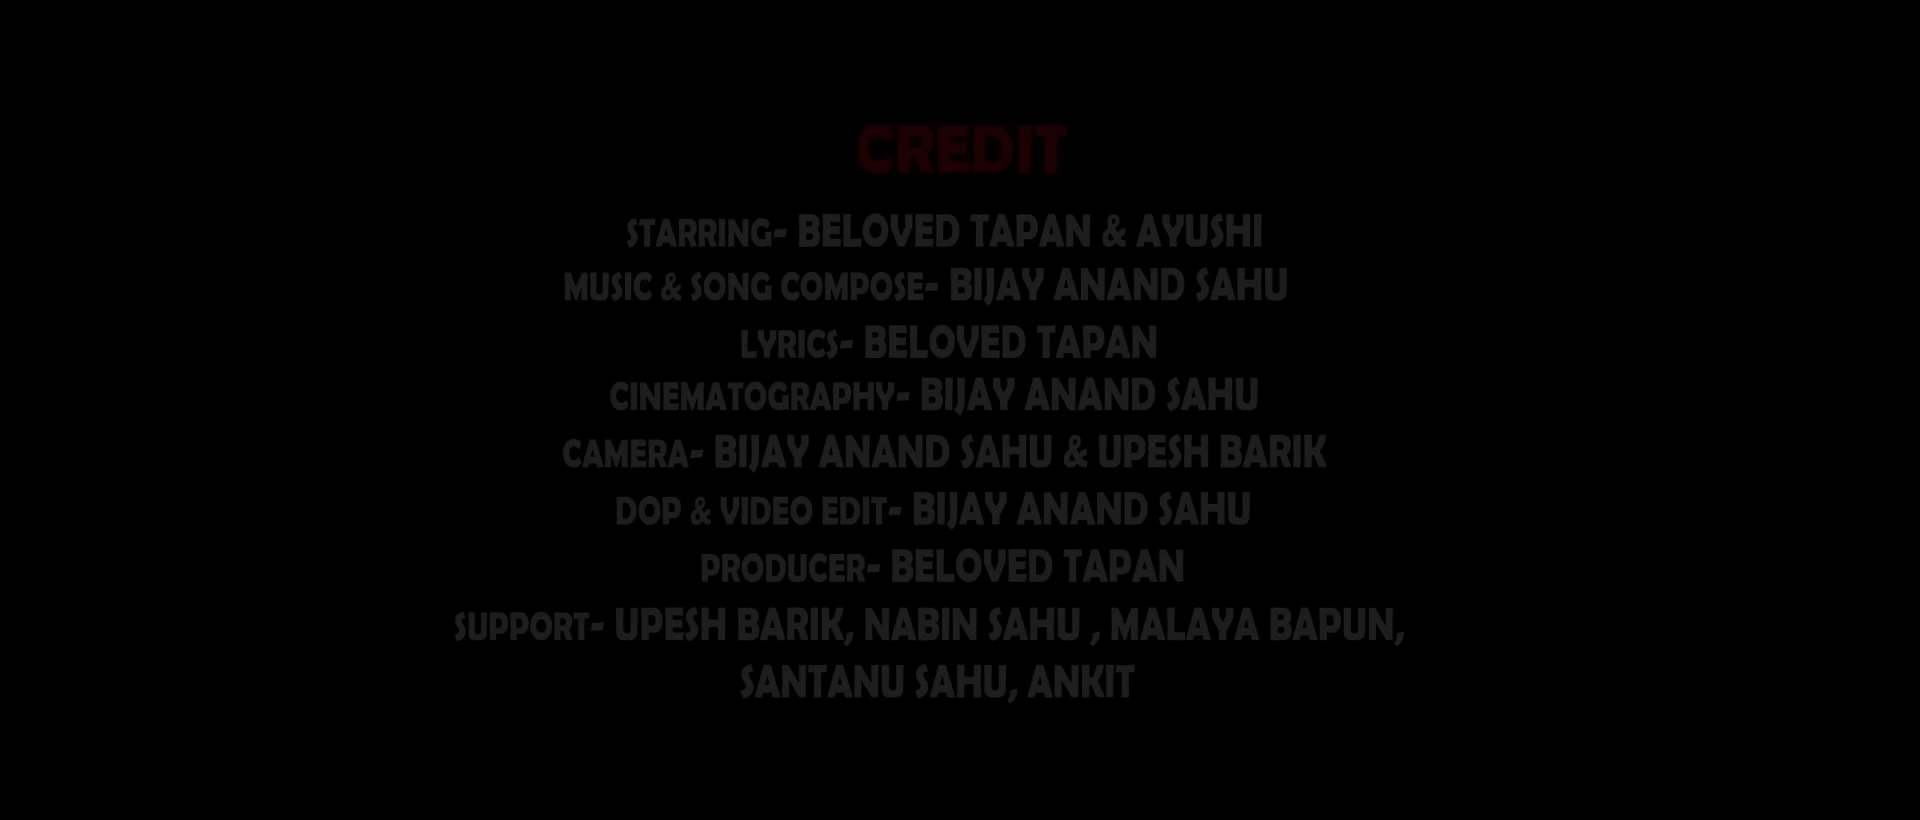 CREDIT
STARRING- BELOVED TAPAN & AYUSHI
MUSIC & SONG COMPOSE- BIJAY ANAND SAHU
LYRICS- BELOVED TAPAN
CINEMATOGRAPHY- BIJAY ANAND SAHU
CAMERA- BIJAY ANAND SAHU & UPESH BARIK
DOP & VIDEO EDIT- BIJAY ANAND SAHU
PRODUCER- BELOVED TAPAN
SUPPORT- UPESH BARIK, NABIN SAHU , MALAYA BAPUN,
SANTANU SAHU, ANKIT